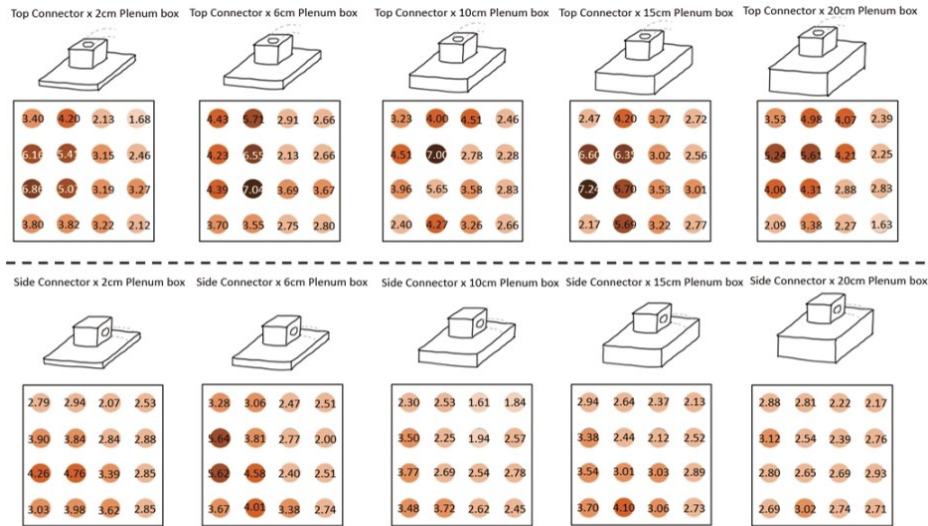 Top Connector x 2cm Plenum box Top Connector x 6cm Plenum box Top Connector x 10cm Plenum box Top Connector x 15cm Plenum box Top Connector x 20cm Plenum box
3.40 4.20 2.13 1.68 4.43 5.71 2.91 2.66 3.23 4.00 4.51 2.46 2.47 4.20 3.77 2.72 3.53 4.98 4.07 2.39
6.16 3.15 2.46 4.23 6.55 2.13 2.66 4.51 7.00 2.78 2.28 6.60 3.02 2.56 5.24 5.61 4.21 2.25
6.86 3.19 3.27 4.39 7.04 3.69 3.67 3.96 5.65 3.58 2.83 7.24 5.70 3.53 3.01 4.00 4.31 2.88 2.83
3.80 3.82 3.22 2.12 3.70 3.55 2.75 2.80 2.40 4.27 3.26 2.66 2.17 5.69 3.22 2.77 2.09 3.38 2.27 1.63
Side Connector x 2cm Plenum box Side Connector x 6cm Plenum box Side Connector x 10cm Plenum box Side Connector x 15cm Plenum box Side Connector x 20cm Plenum box
2.79 2.94 2.07 2.53 3.28 3.06 2.47 2.51 2.30 2.53 1.61 1.84 2.94 2.64 2.37 2.13 2.88 2.81 2.22 2.17
3.90 3.84 2.84 2.88 5.64 3.81 2.77 2.00 3.50 2.25 1.94 2.57 3.38 2.44 2.12 2.52 3.12 2.54 2.39 2.76
4.26 4.76 3.39 2.85 5.62 4.58 2.40 2.51 3.77 2.69 2.54 2.78 3.54 3.01 3.03 2.89 2.80 2.65 2.69 2.93
3.03 3.98 3.62 2.85 3.67 4.01 3.38 2.74 3.48 3.72 2.62 2.45 3.70 4.10 3.06 2.73 2.69 3.02 2.74 2.71